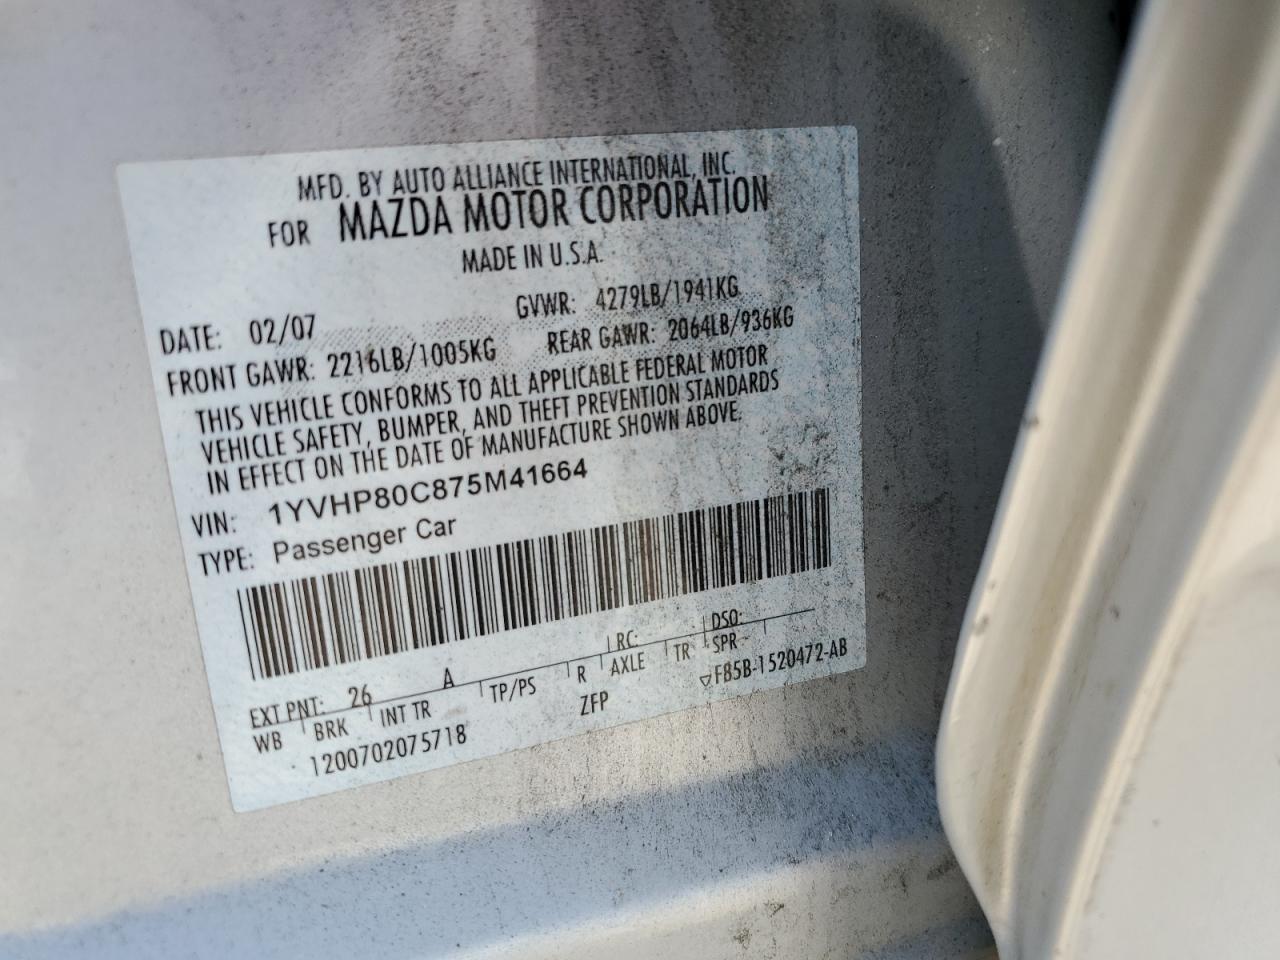 MFD. BY AUTO ALLIANCE INTERNATIONAL, INC.
FOR MAZDA MOTOR CORPORATION
MADE IN U.S.A.
DATE: 02/07 GVWR: 4279LB/1941KG
FRONT GAWR: 2216LB/1005KG REAR GAWR: 2064LB/936KG
THIS VEHICLE CONFORMS TO ALL APPLICABLE FEDERAL MOTOR
VEHICLE SAFETY, BUMPER, AND THEFT PREVENTION STANDARDS
IN EFFECT ON THE DATE OF MANUFACTURE SHOWN ABOVE.
VIN: 1YVHP80C875M41664
TYPE: Passenger Car
EXT PNT: 26 A RC: DSO:
WB BRK INT TR TP/PS R AXLE TR SPR
ZFP F85B-1520472-AB
1200702075718